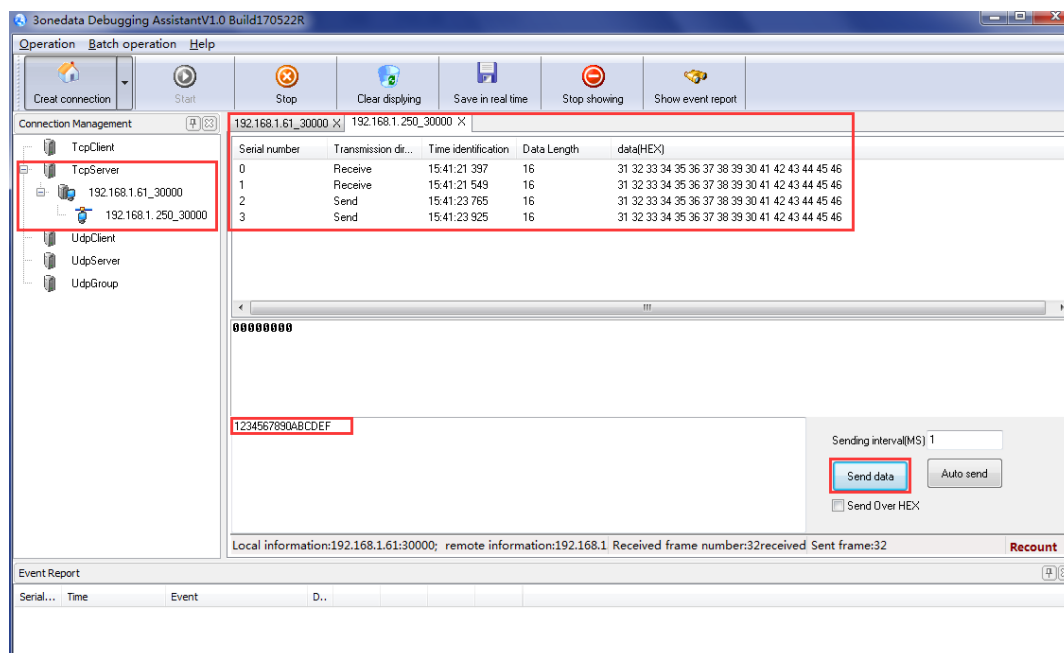 3onedata Debugging AssistantV1.0 Build170522R
Operation Batch operation Help
Creat connection Start Stop Clear displying Save in real time Stop showing Show event report
Connection Management
192.168.1.61_30000 X 192.168.1.250_30000 X
TcpClient
TcpServer
192.168.1.61_30000
192.168.1.250_30000
UdpClient
UdpServer
UdpGroup
Serial number Transmission dir... Time identification Data Length data(HEX)
0 Receive 15:41:21 397 16 31 32 33 34 35 36 37 38 39 30 41 42 43 44 45 46
1 Receive 15:41:21 549 16 31 32 33 34 35 36 37 38 39 30 41 42 43 44 45 46
2 Send 15:41:23 765 16 31 32 33 34 35 36 37 38 39 30 41 42 43 44 45 46
3 Send 15:41:23 925 16 31 32 33 34 35 36 37 38 39 30 41 42 43 44 45 46
00000000
1234567890ABCDEF
Sending interval(MS) 1
Send data Auto send
Send Over HEX
Local information:192.168.1.61:30000; remote information:192.168.1 Received frame number:32received Sent frame:32 Recount
Event Report
Serial... Time Event D..